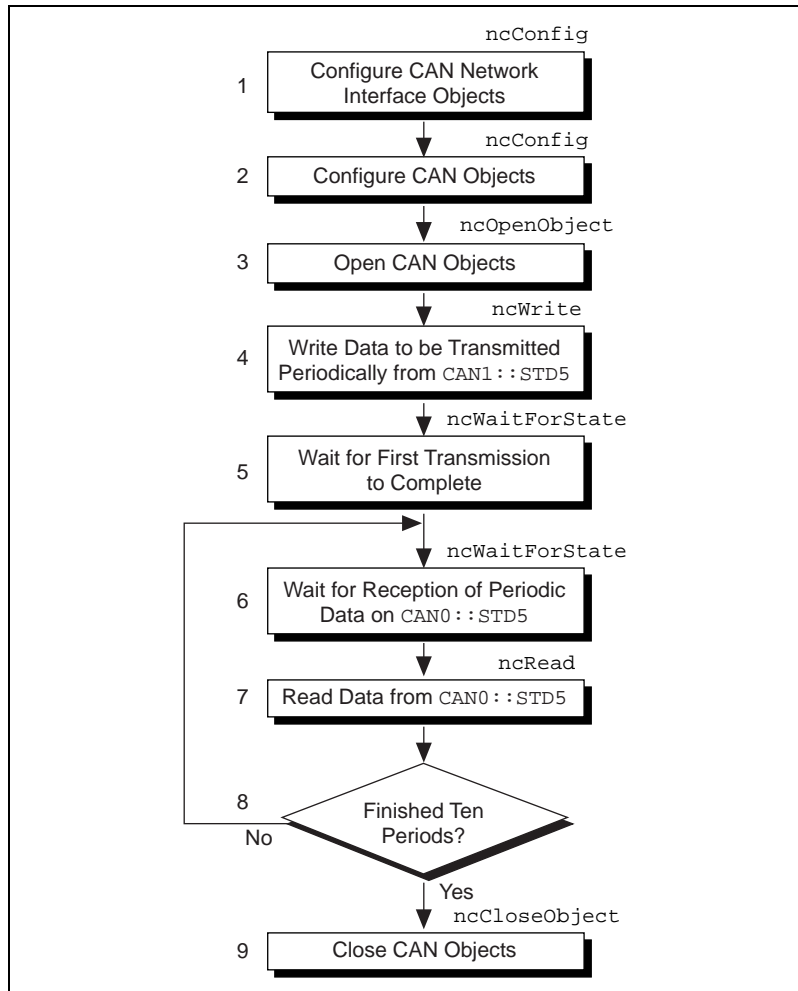 ncConfig
1
Configure CAN Network
Interface Objects
ncConfig
2
Configure CAN Objects
ncOpenObject
3
Open CAN Objects
ncWrite
4
Write Data to be Transmitted
Periodically from CAN1::STD5
ncWaitForState
5
Wait for First Transmission
to Complete
ncWaitForState
6
Wait for Reception of Periodic
Data on CAN0::STD5
ncRead
7
Read Data from CAN0::STD5
8
Finished Ten
Periods?
No
Yes
ncCloseObject
9
Close CAN Objects